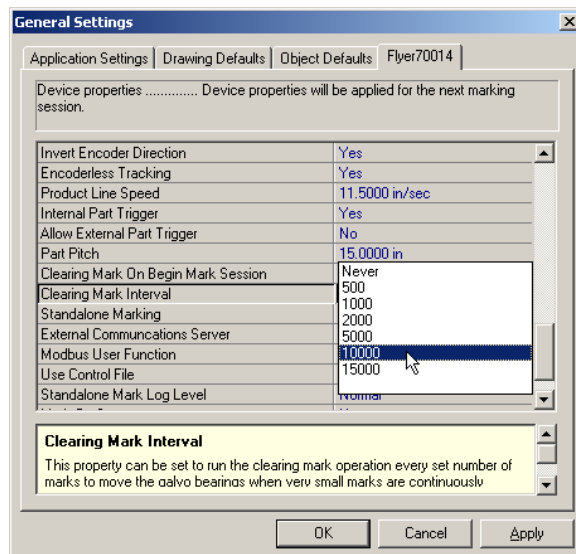 General Settings
Application Settings Drawing Defaults Object Defaults Flyer70014
Device properties .............. Device properties will be applied for the next marking
session.
Invert Encoder Direction Yes
Encoderless Tracking Yes
Product Line Speed 11.5000 in/sec
Internal Part Trigger Yes
Allow External Part Trigger No
Part Pitch 15.0000 in
Clearing Mark On Begin Mark Session Never
Clearing Mark Interval 500
1000
Standalone Marking 2000
External Communcations Server 5000
Modbus User Function 10000
Use Control File 15000
Standalone Mark Log Level Normal
Clearing Mark Interval
This property can be set to run the clearing mark operation every set number of
marks to move the galvo bearings when very small marks are continuously
OK Cancel Apply